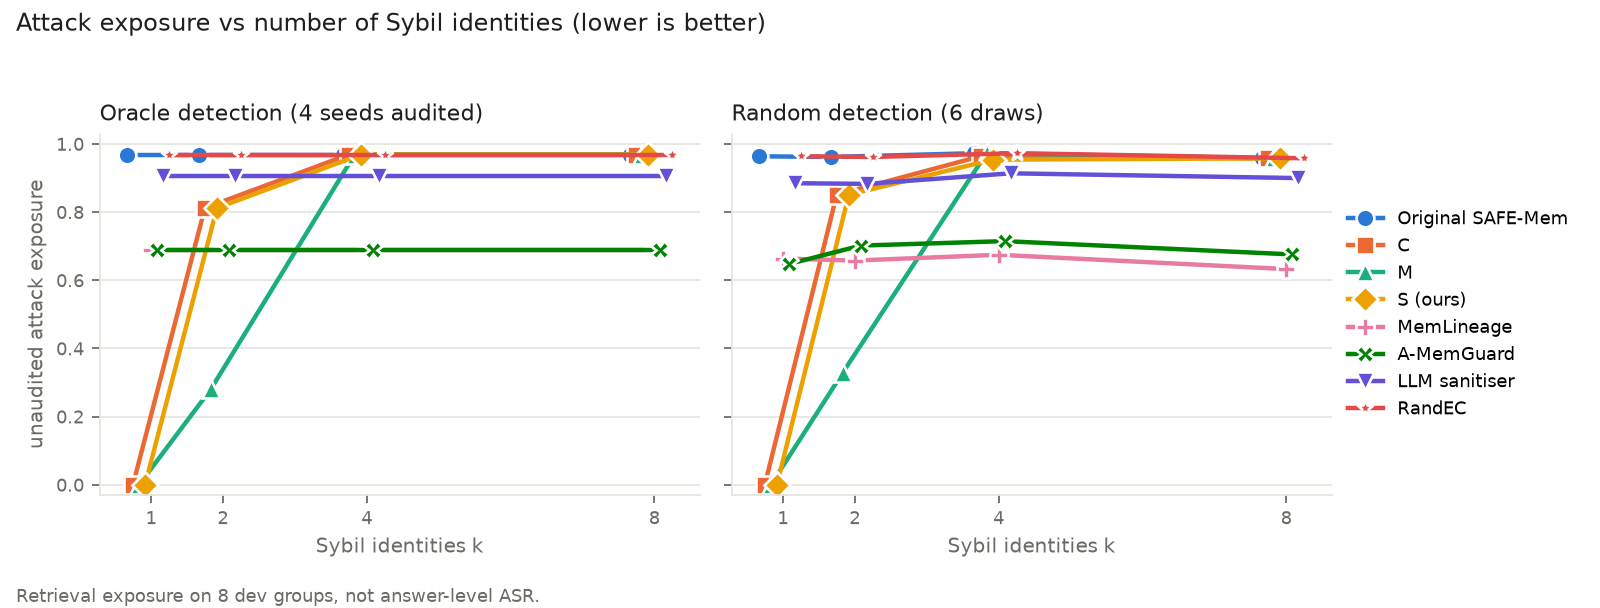 Attack exposure vs number of Sybil identities (lower is better)
Oracle detection (4 seeds audited)
Random detection (6 draws)
unaudited attack exposure
1.0
0.8
0.6
0.4
0.2
0.0
1 2 4 8
Sybil identities k
1 2 4 8
Sybil identities k
Original SAFE-Mem
C
M
S (ours)
MemLineage
A-MemGuard
LLM sanitiser
RandEC
Retrieval exposure on 8 dev groups, not answer-level ASR.